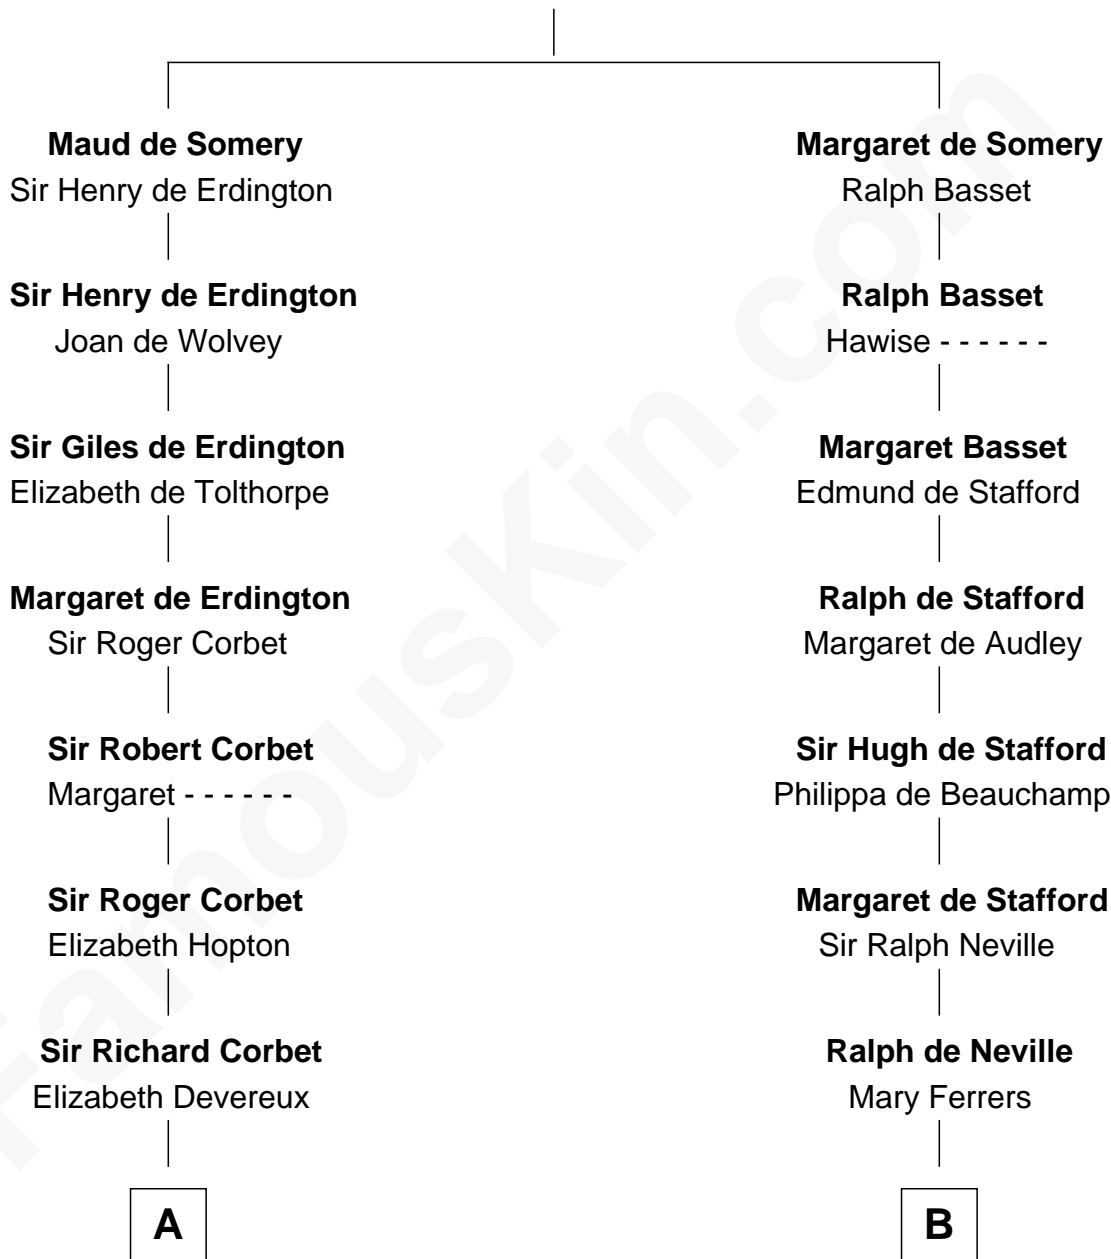 Maud de Somery
Sir Henry de Erdington
Sir Henry de Erdington
Joan de Wolvey
Sir Giles de Erdington
Elizabeth de Tolthorpe
Margaret de Erdington
Sir Roger Corbet
Sir Robert Corbet
Margaret - - - - - -
Sir Roger Corbet
Elizabeth Hopton
Sir Richard Corbet
Elizabeth Devereux
A
Margaret de Somery
Ralph Basset
Ralph Basset
Hawise - - - - - -
Margaret Basset
Edmund de Stafford
Ralph de Stafford
Margaret de Audley
Sir Hugh de Stafford
Philippa de Beauchamp
Margaret de Stafford
Sir Ralph Neville
Ralph de Neville
Mary Ferrers
B
FamousKin.com